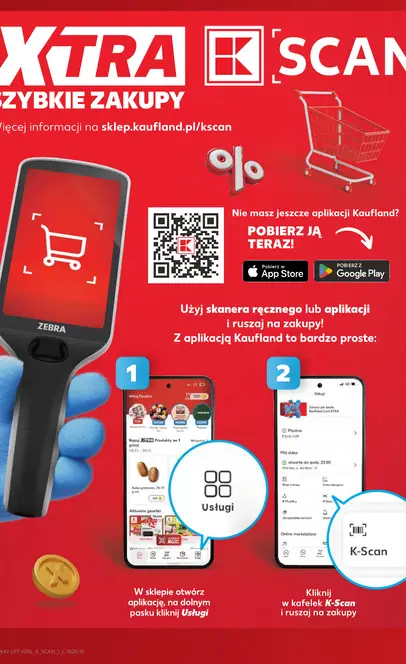 XTRA K SCAN
SZYBKIE ZAKUPY
Więcej informacji na sklep.kaufland.pl/kscan
%
Nie masz jeszcze aplikacji Kaufland?
POBIERZ JĄ
TERAZ!
Pobierz w
App Store
POBIERZ Z
Google Play
Użyj skanera ręcznego lub aplikacji
i ruszaj na zakupy!
Z aplikacją Kaufland to bardzo proste:
ZEBRA
1
2
Usługi
K-Scan
W sklepie otwórz
aplikację, na dolnym
pasku kliknij Usługi
Kliknij
w kafelek K-Scan
i ruszaj na zakupy